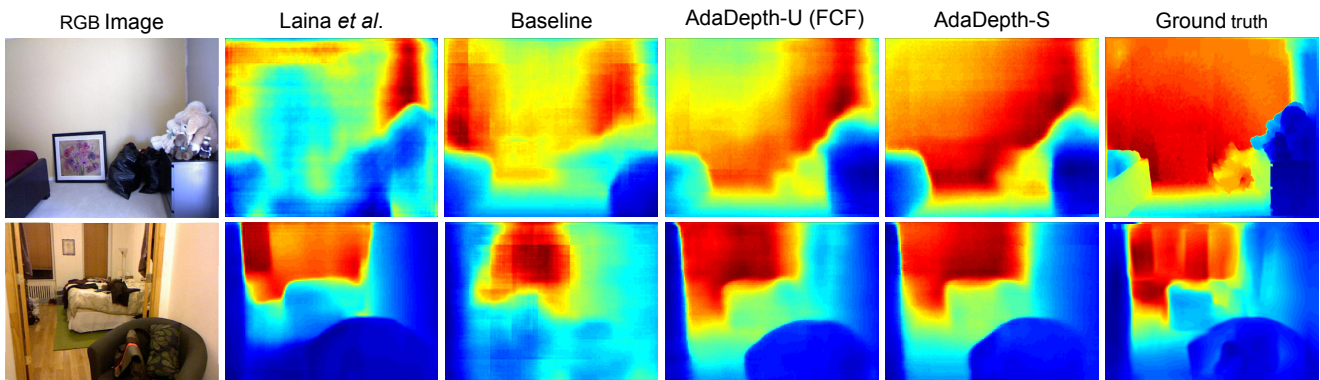 RGB Image
Laina et al.
Baseline
AdaDepth-U (FCF)
AdaDepth-S
Ground truth